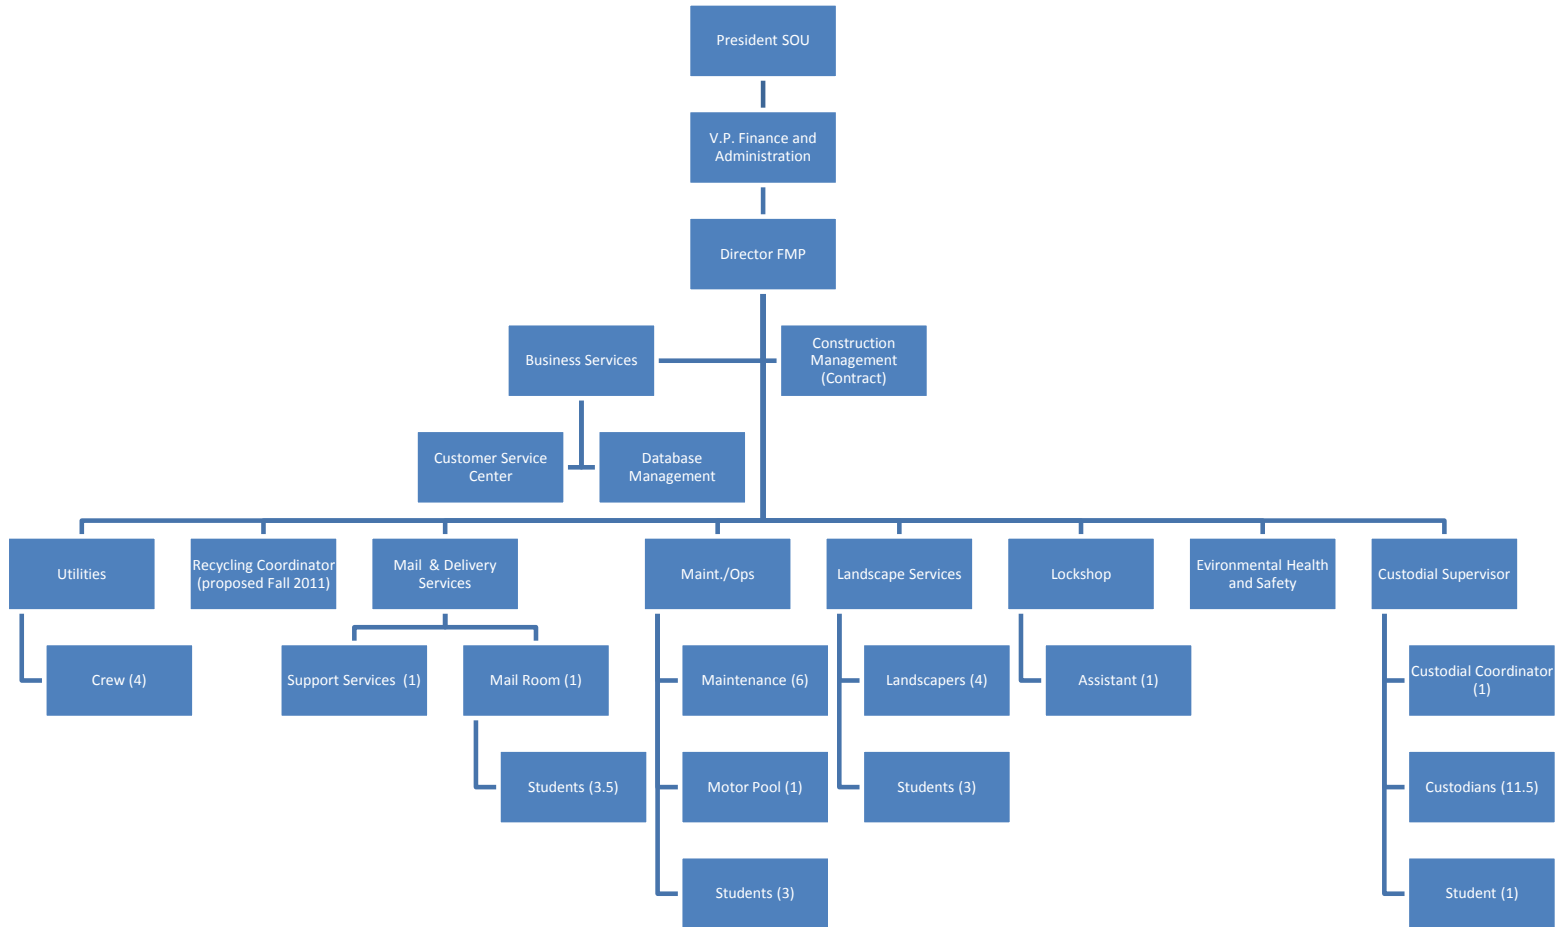 President SOU
V.P. Finance and
Administration
Director FMP
Business Services
Construction
Management
(Contract)
Customer Service
Center
Database
Management
Utilities
Recycling Coordinator
(proposed Fall 2011)
Mail & Delivery
Services
Maint./Ops
Landscape Services
Lockshop
Evironmental Health
and Safety
Custodial Supervisor
Crew (4)
Support Services (1)
Mail Room (1)
Maintenance (6)
Landscapers (4)
Assistant (1)
Custodial Coordinator
(1)
Students (3.5)
Motor Pool (1)
Students (3)
Custodians (11.5)
Students (3)
Student (1)